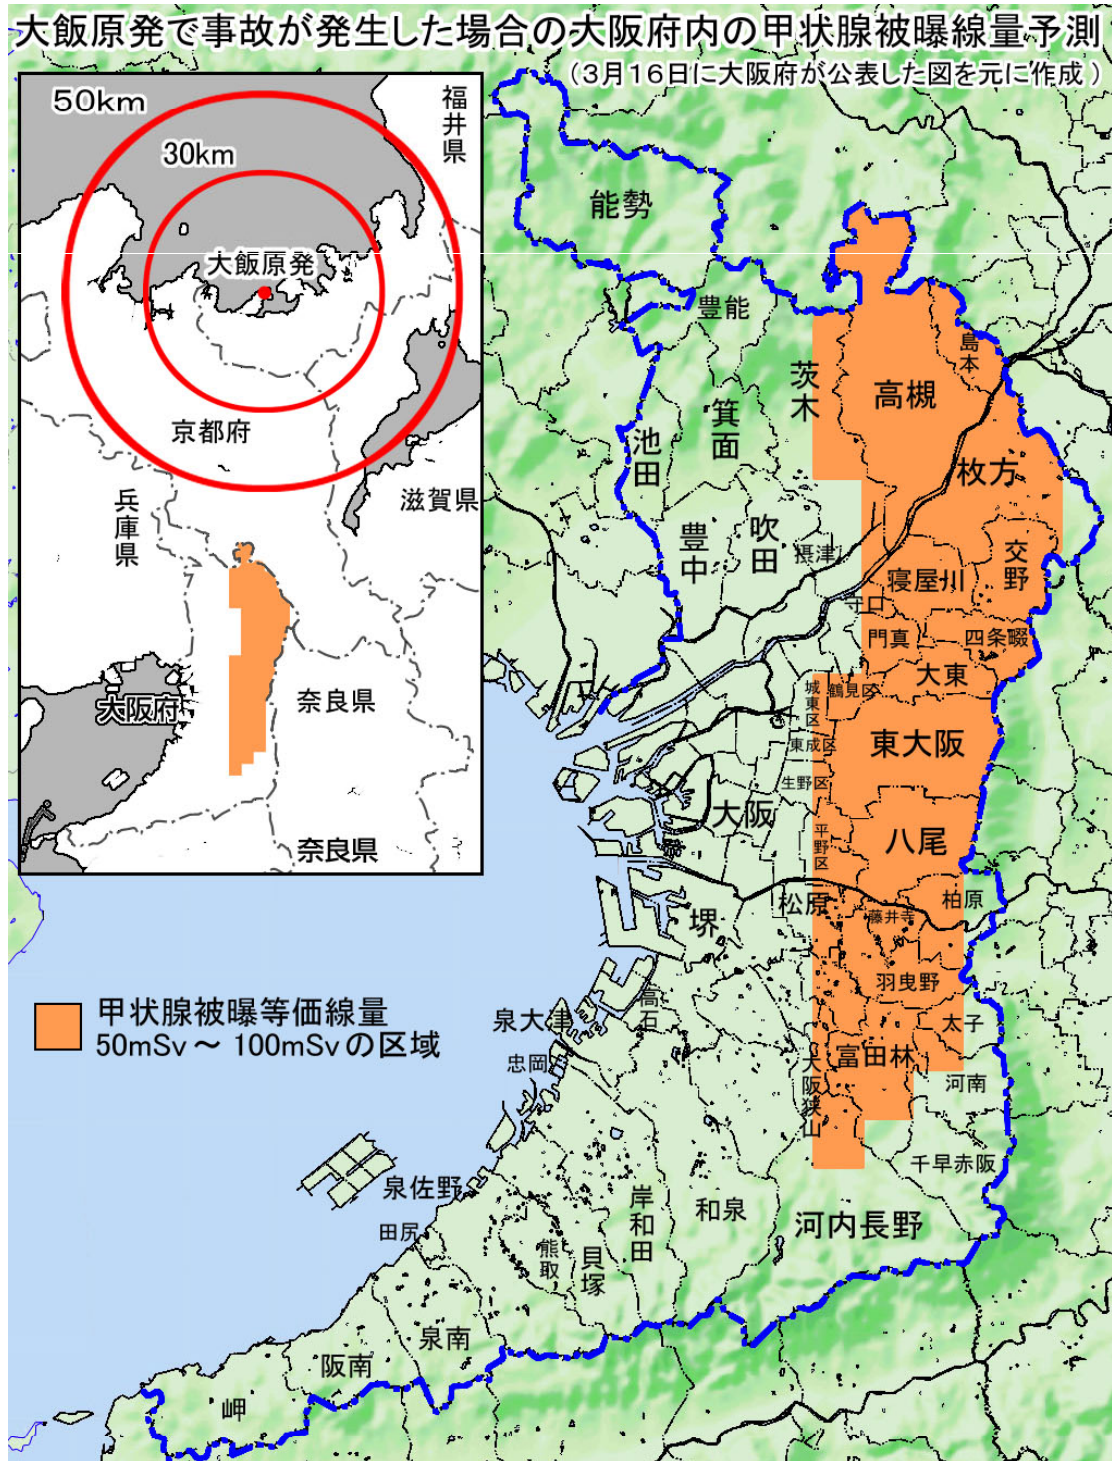 大飯原発で事故が発生した場合の大阪府内の甲状腺被曝線量予測
(3月16日に大阪府が公表した図を元に作成)
50km
30km
福井県
大飯原発
京都府
兵庫県
滋賀県
大阪府
奈良県
奈良県
能勢
豊能
茨木
島本
高槻
箕面
池田
枚方
豊中
吹田
摂津
交野
寝屋川
守口
門真
四条畷
大東
城東区
鶴見区
東成区
東大阪
生野区
大阪
平野区
八尾
柏原
松原
藤井寺
堺
羽曳野
高石
泉大津
太子
忠岡
富田林
大阪狭山
河南
千早赤阪
甲状腺被曝等価線量
50mSv～100mSvの区域
泉佐野
田尻
熊取
貝塚
岸和田
和泉
河内長野
泉南
阪南
岬